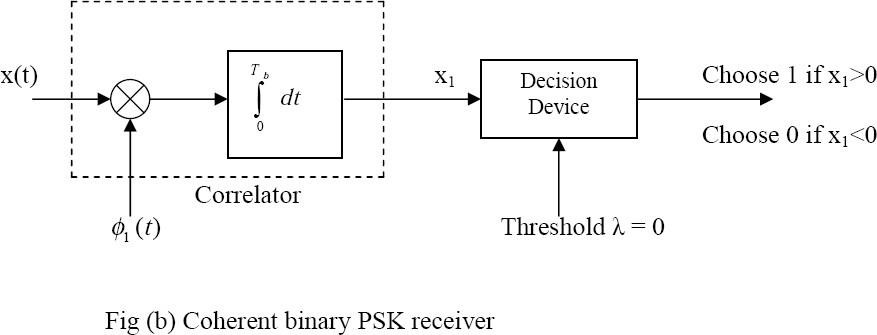 x(t)
∫₀^{T_b} dt
x₁
Decision
Device
Choose 1 if x₁>0
Choose 0 if x₁<0
Correlator
ϕ₁(t)
Threshold λ = 0
Fig (b) Coherent binary PSK receiver